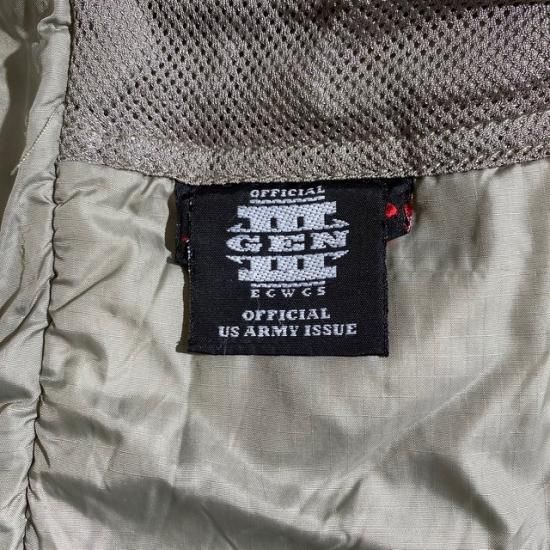 OFFICIAL
III
GEN
ECWCS
OFFICIAL
US ARMY ISSUE